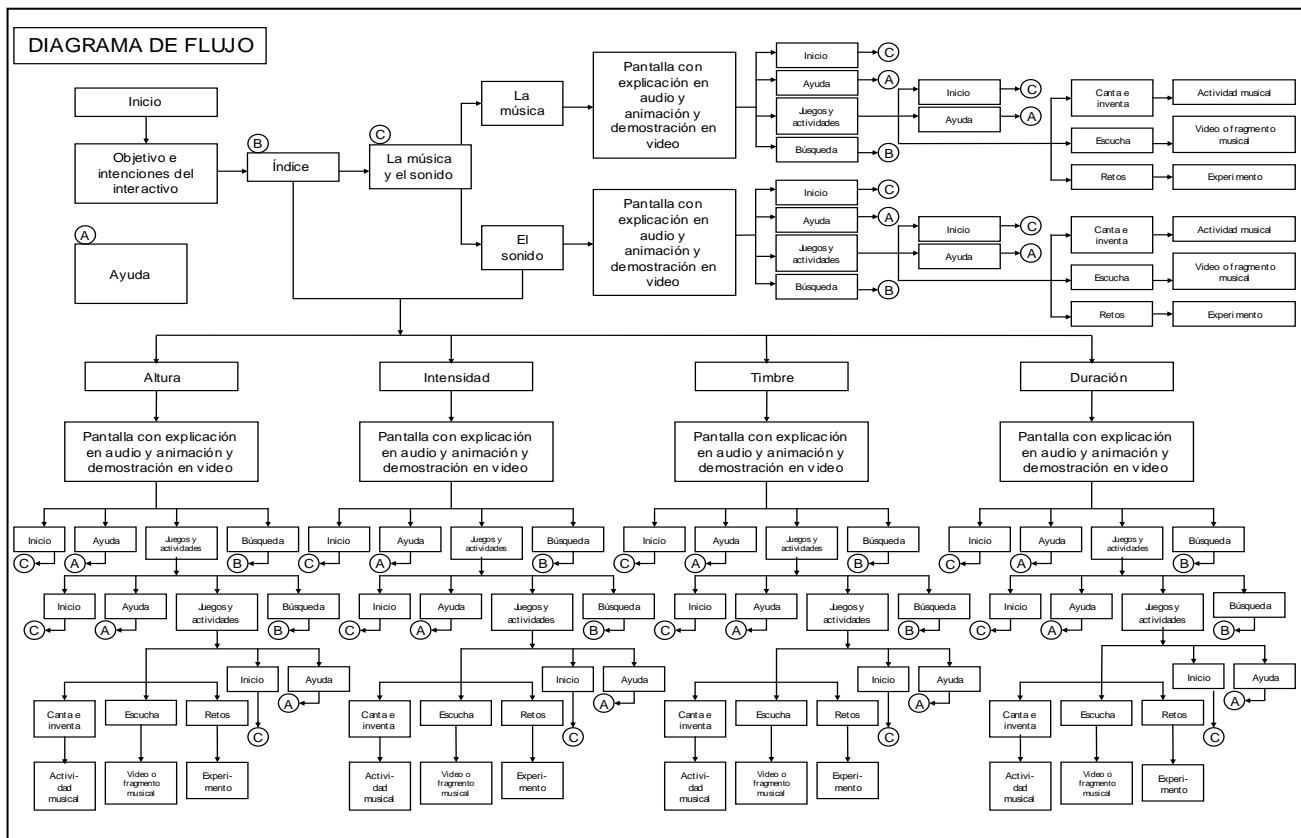 DIAGRAMA DE FLUJO
Inicio
Objetivo e
intenciones del
interactivo
A
Ayuda
B
Índice
C
La música
y el sonido
La
música
Pantalla con
explicación en
audio y
animación y
demostración en
video
Inicio
C
Ayuda
A
Juegos y
actividades
Búsqueda
B
Inicio
C
Ayuda
A
Canta e
inventa
Actividad musical
Escucha
Video o fragmento
musical
Retos
Experimento
El
sonido
Pantalla con
explicación en
audio y
animación y
demostración en
video
Inicio
C
Ayuda
A
Juegos y
actividades
Búsqueda
B
Inicio
C
Ayuda
A
Canta e
inventa
Actividad musical
Escucha
Video o fragmento
musical
Retos
Experimento
Altura
Pantalla con explicación
en audio y animación y
demostración en video
Inicio
C
Ayuda
A
Juegos y
actividades
Búsqueda
B
Inicio
C
Ayuda
A
Juegos y
actividades
Búsqueda
B
Inicio
C
Ayuda
A
Canta e
inventa
Escucha
Retos
Activi-
dad
musical
Video o
fragmento
musical
Experi-
mento
Intensidad
Pantalla con explicación
en audio y animación y
demostración en video
Inicio
C
Ayuda
A
Juegos y
actividades
Búsqueda
B
Inicio
C
Ayuda
A
Juegos y
actividades
Búsqueda
B
Inicio
C
Ayuda
A
Canta e
inventa
Escucha
Retos
Activi-
dad
musical
Video o
fragmento
musical
Experi-
mento
Timbre
Pantalla con explicación
en audio y animación y
demostración en video
Inicio
C
Ayuda
A
Juegos y
actividades
Búsqueda
B
Inicio
C
Ayuda
A
Juegos y
actividades
Búsqueda
B
Inicio
C
Ayuda
A
Canta e
inventa
Escucha
Retos
Activi-
dad
musical
Video o
fragmento
musical
Experi-
mento
Duración
Pantalla con explicación
en audio y animación y
demostración en video
Inicio
C
Ayuda
A
Juegos y
actividades
Búsqueda
B
Inicio
C
Ayuda
A
Juegos y
actividades
Búsqueda
B
Inicio
C
Ayuda
A
Canta e
inventa
Escucha
Retos
Activi-
dad
musical
Video o
fragmento
musical
Experi-
mento